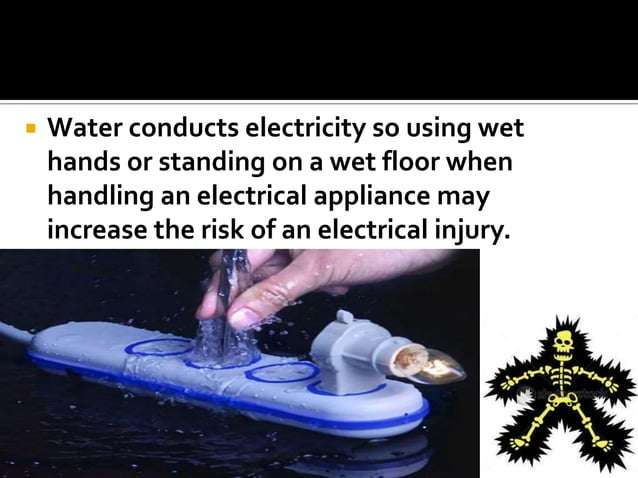 Water conducts electricity so using wet
hands or standing on a wet floor when
handling an electrical appliance may
increase the risk of an electrical injury.